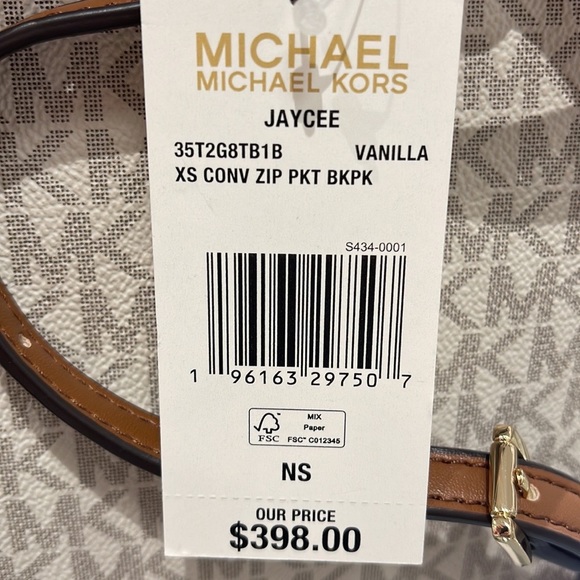 MICHAEL
MICHAEL KORS
JAYCEE
35T2G8TB1B VANILLA
XS CONV ZIP PKT BKPK
S434-0001
1 96163 29750 7
FSC
MIX
Paper
FSC™ C012345
NS
OUR PRICE
$398.00